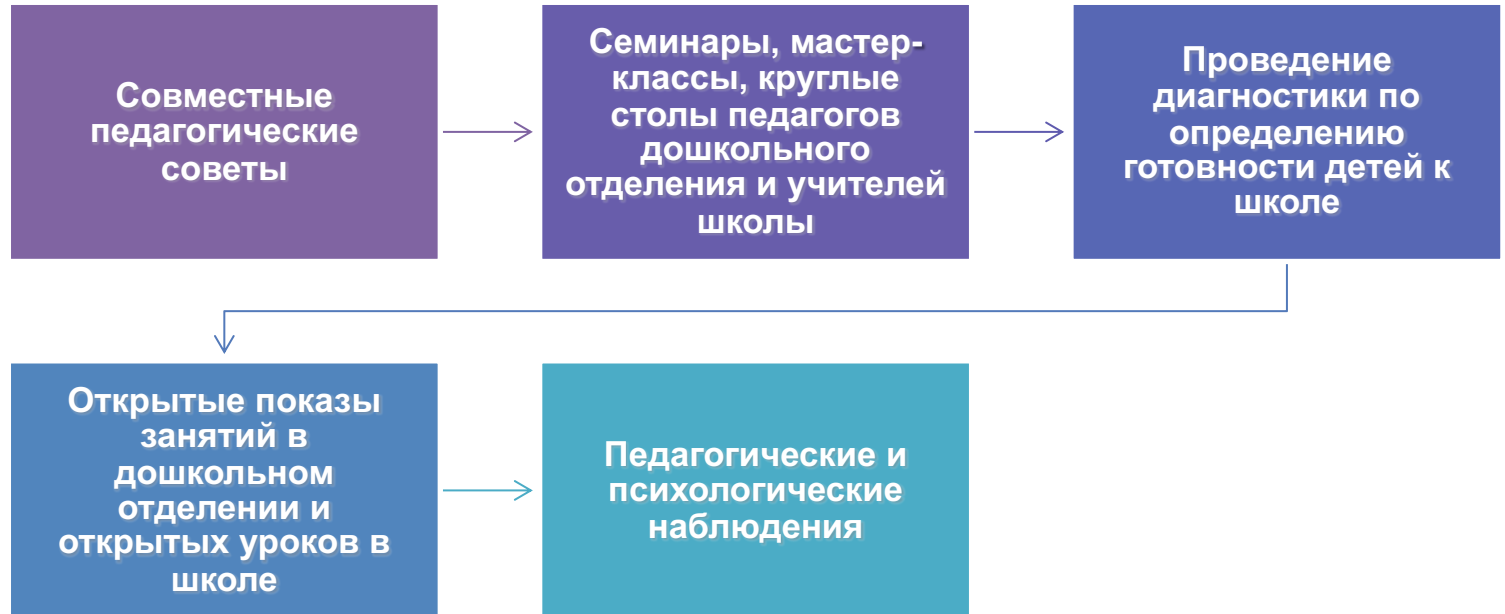 Совместные
педагогические
советы
Семинары, мастер-
классы, круглые
столы педагогов
дошкольного
отделения и учителей
школы
Проведение
диагностики по
определению
готовности детей к
школе
Открытые показы
занятий в
дошкольном
отделении и
открытых уроков в
школе
Педагогические и
психологические
наблюдения